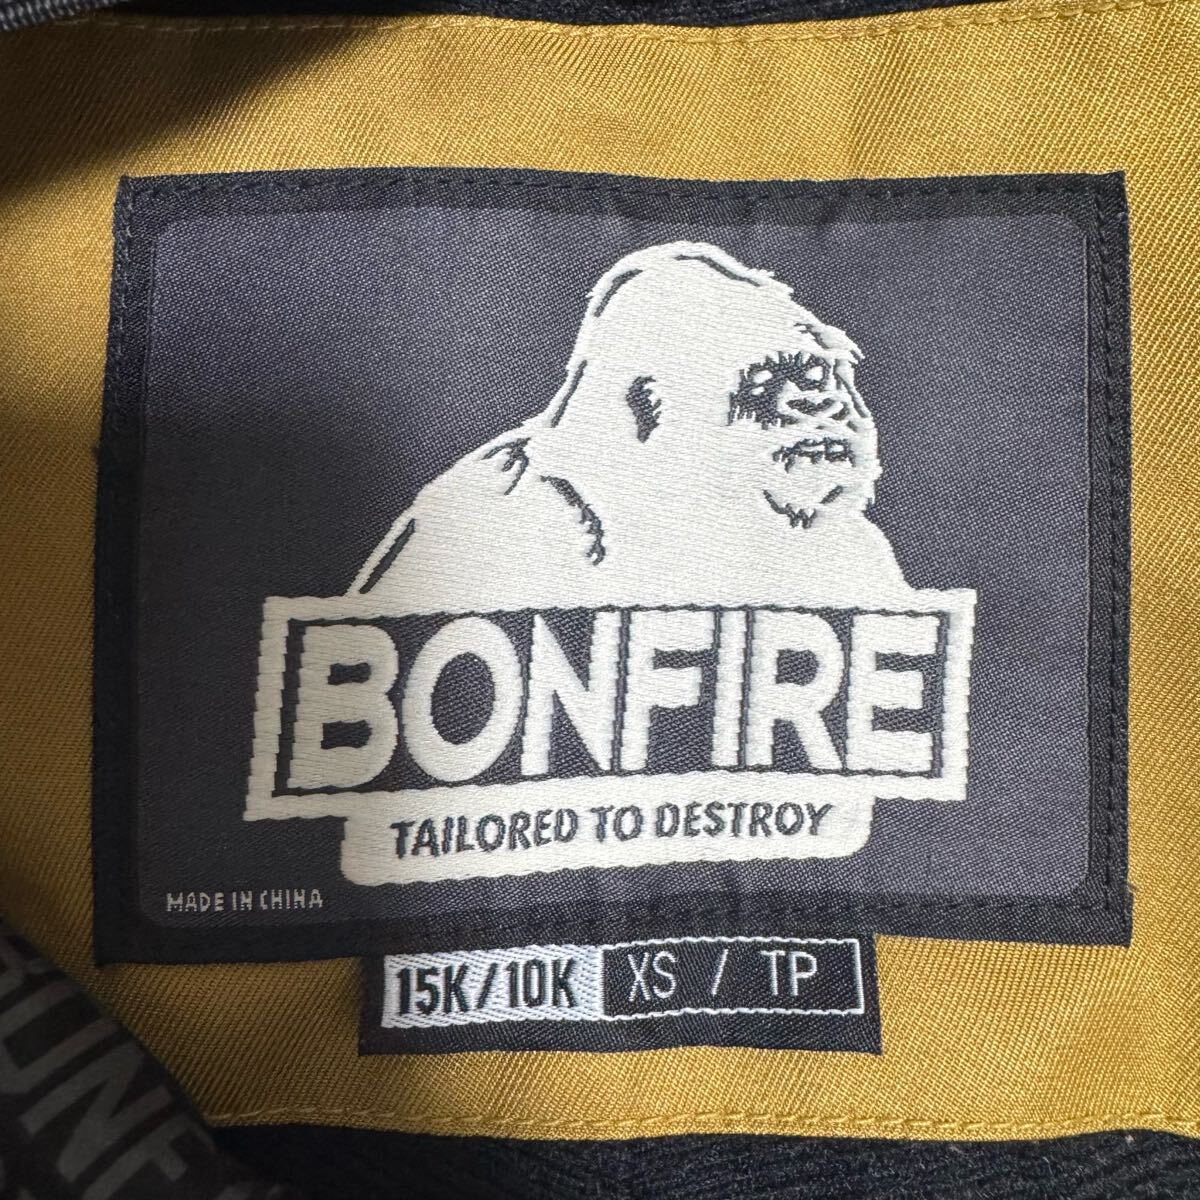 BONFIRE
TAILORED TO DESTROY
MADE IN CHINA
15K/10K XS / TP